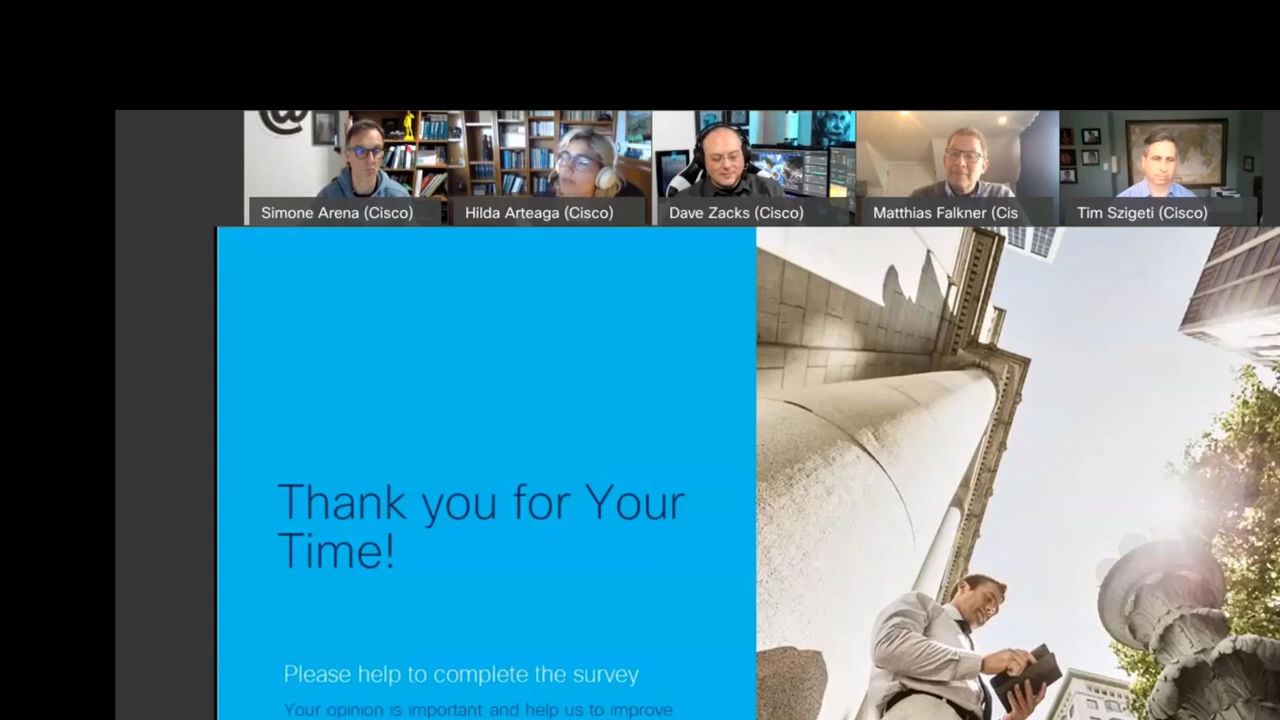 @
Simone Arena (Cisco)
Hilda Arteaga (Cisco)
Dave Zacks (Cisco)
Matthias Falkner (Cis
Tim Szigeti (Cisco)
Thank you for Your
Time!
Please help to complete the survey
Your opinion is important and help us to improve